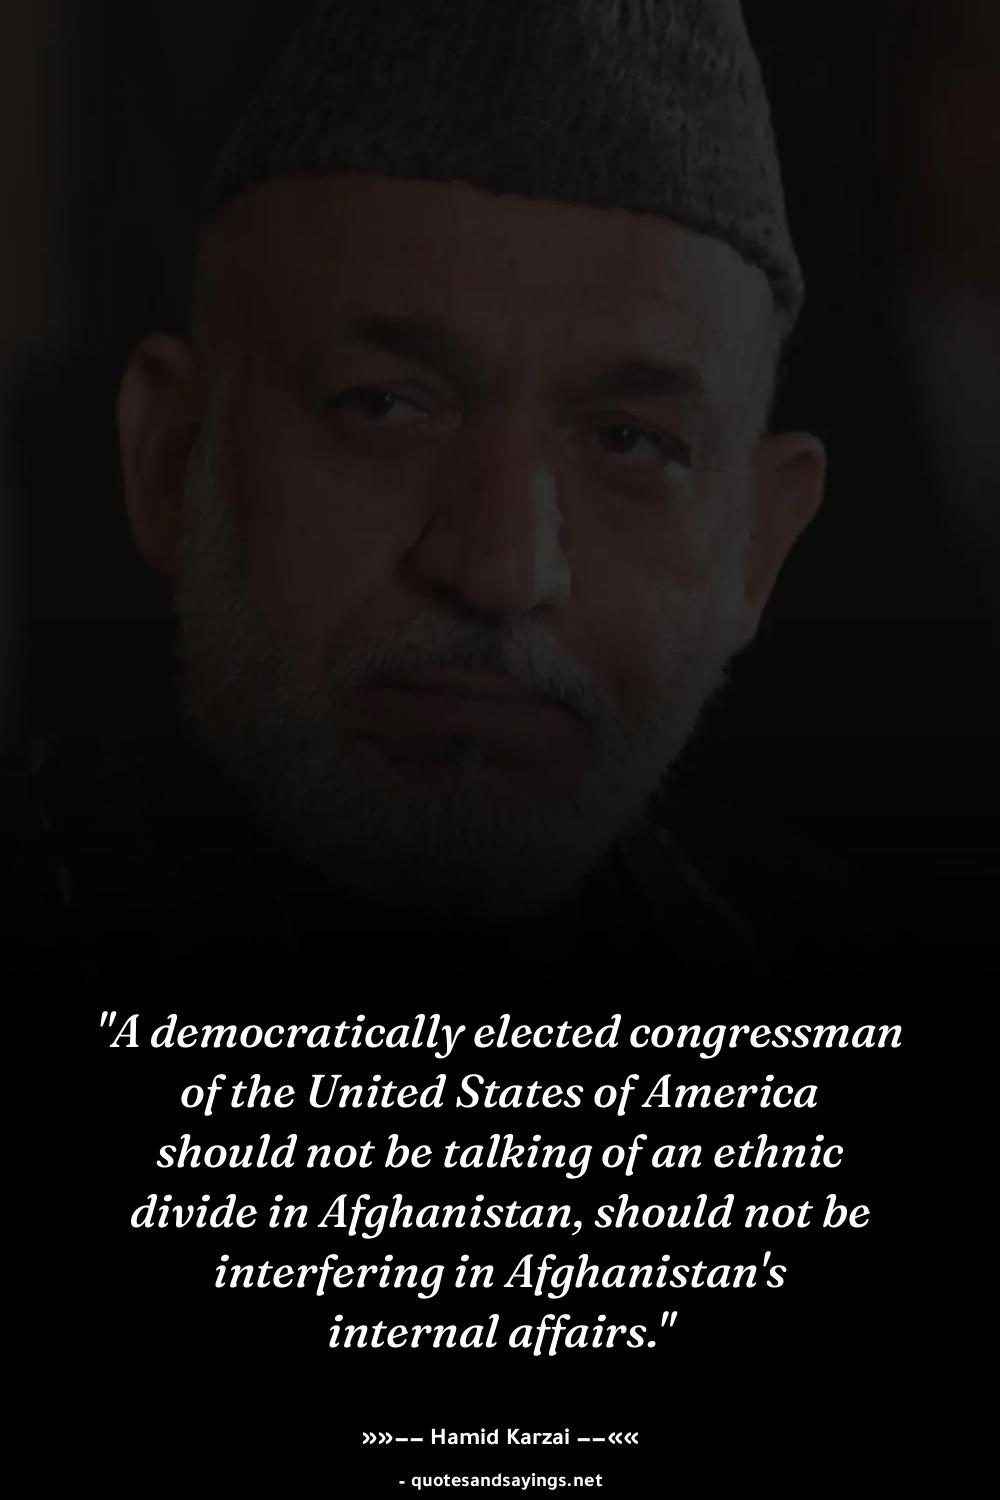 "A democratically elected congressman
of the United States of America
should not be talking of an ethnic
divide in Afghanistan, should not be
interfering in Afghanistan's
internal affairs."
»»–– Hamid Karzai ––««
- quotesandsayings.net